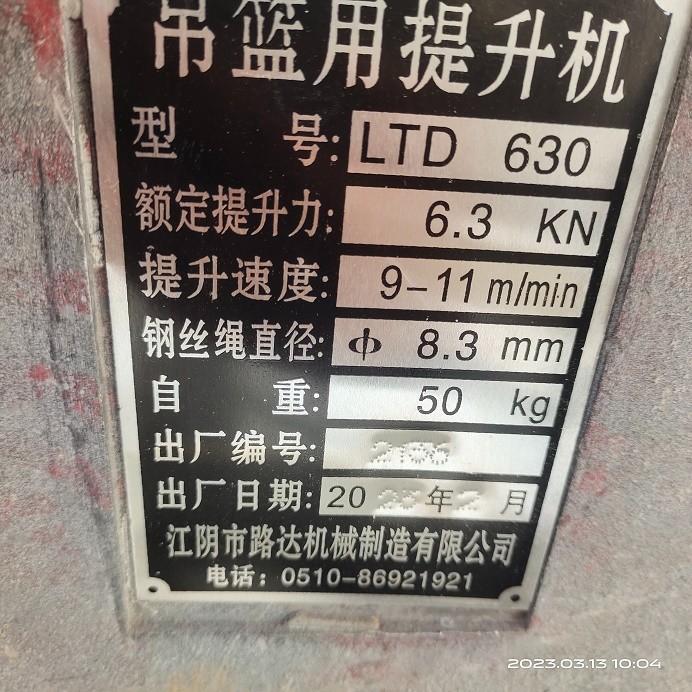 吊篮用提升机
型 号: LTD 630
额定提升力: 6.3 KN
提升速度: 9-11 m/min
钢丝绳直径: ф 8.3 mm
自 重: 50 kg
出厂编号:
出厂日期: 20 年 月
江阴市路达机械制造有限公司
电话: 0510-86921921
2023.03.13 10:04